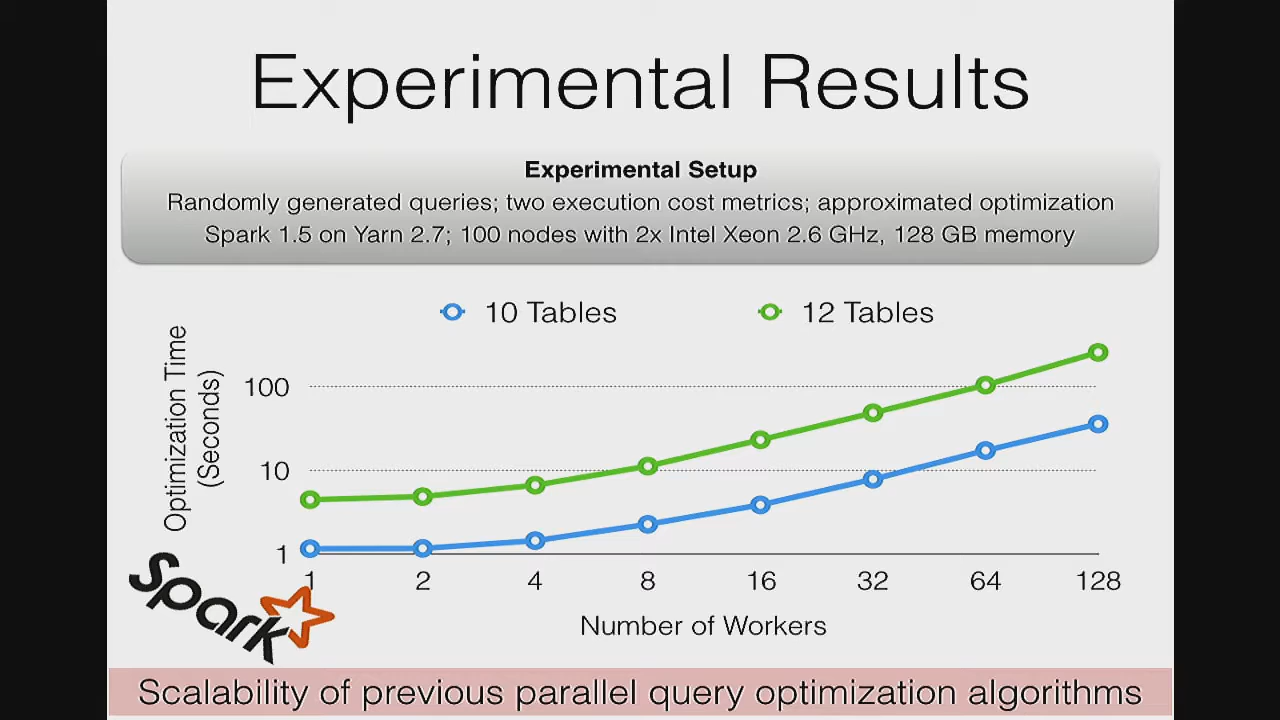 Experimental Results
Experimental Setup
Randomly generated queries; two execution cost metrics; approximated optimization
Spark 1.5 on Yarn 2.7; 100 nodes with 2x Intel Xeon 2.6 GHz, 128 GB memory
10 Tables
12 Tables
Optimization Time
(Seconds)
100
10
1
1 2 4 8 16 32 64 128
Number of Workers
Spark
Scalability of previous parallel query optimization algorithms